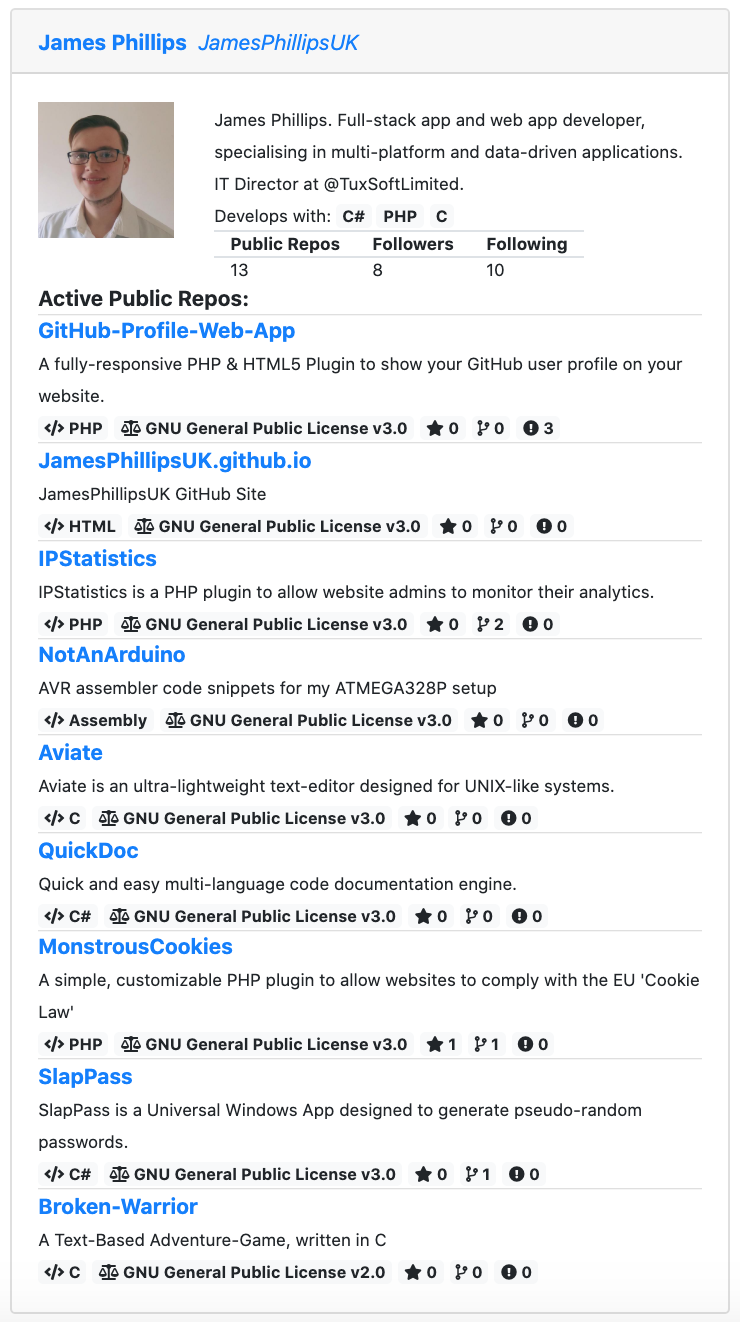 James Phillips JamesPhillipsUK
James Phillips. Full-stack app and web app developer,
specialising in multi-platform and data-driven applications.
IT Director at @TuxSoftLimited.
Develops with: C# PHP C
Public Repos Followers Following
13 8 10
Active Public Repos:
GitHub-Profile-Web-App
A fully-responsive PHP & HTML5 Plugin to show your GitHub user profile on your
website.
PHP GNU General Public License v3.0 0 0 3
JamesPhillipsUK.github.io
JamesPhillipsUK GitHub Site
HTML GNU General Public License v3.0 0 0 0
IPStatistics
IPStatistics is a PHP plugin to allow website admins to monitor their analytics.
PHP GNU General Public License v3.0 0 2 0
NotAnArduino
AVR assembler code snippets for my ATMEGA328P setup
Assembly GNU General Public License v3.0 0 0 0
Aviate
Aviate is an ultra-lightweight text-editor designed for UNIX-like systems.
C GNU General Public License v3.0 0 0 0
QuickDoc
Quick and easy multi-language code documentation engine.
C# GNU General Public License v3.0 0 0 0
MonstrousCookies
A simple, customizable PHP plugin to allow websites to comply with the EU 'Cookie
Law'
PHP GNU General Public License v3.0 1 1 0
SlapPass
SlapPass is a Universal Windows App designed to generate pseudo-random
passwords.
C# GNU General Public License v3.0 0 1 0
Broken-Warrior
A Text-Based Adventure-Game, written in C
C GNU General Public License v2.0 0 0 0